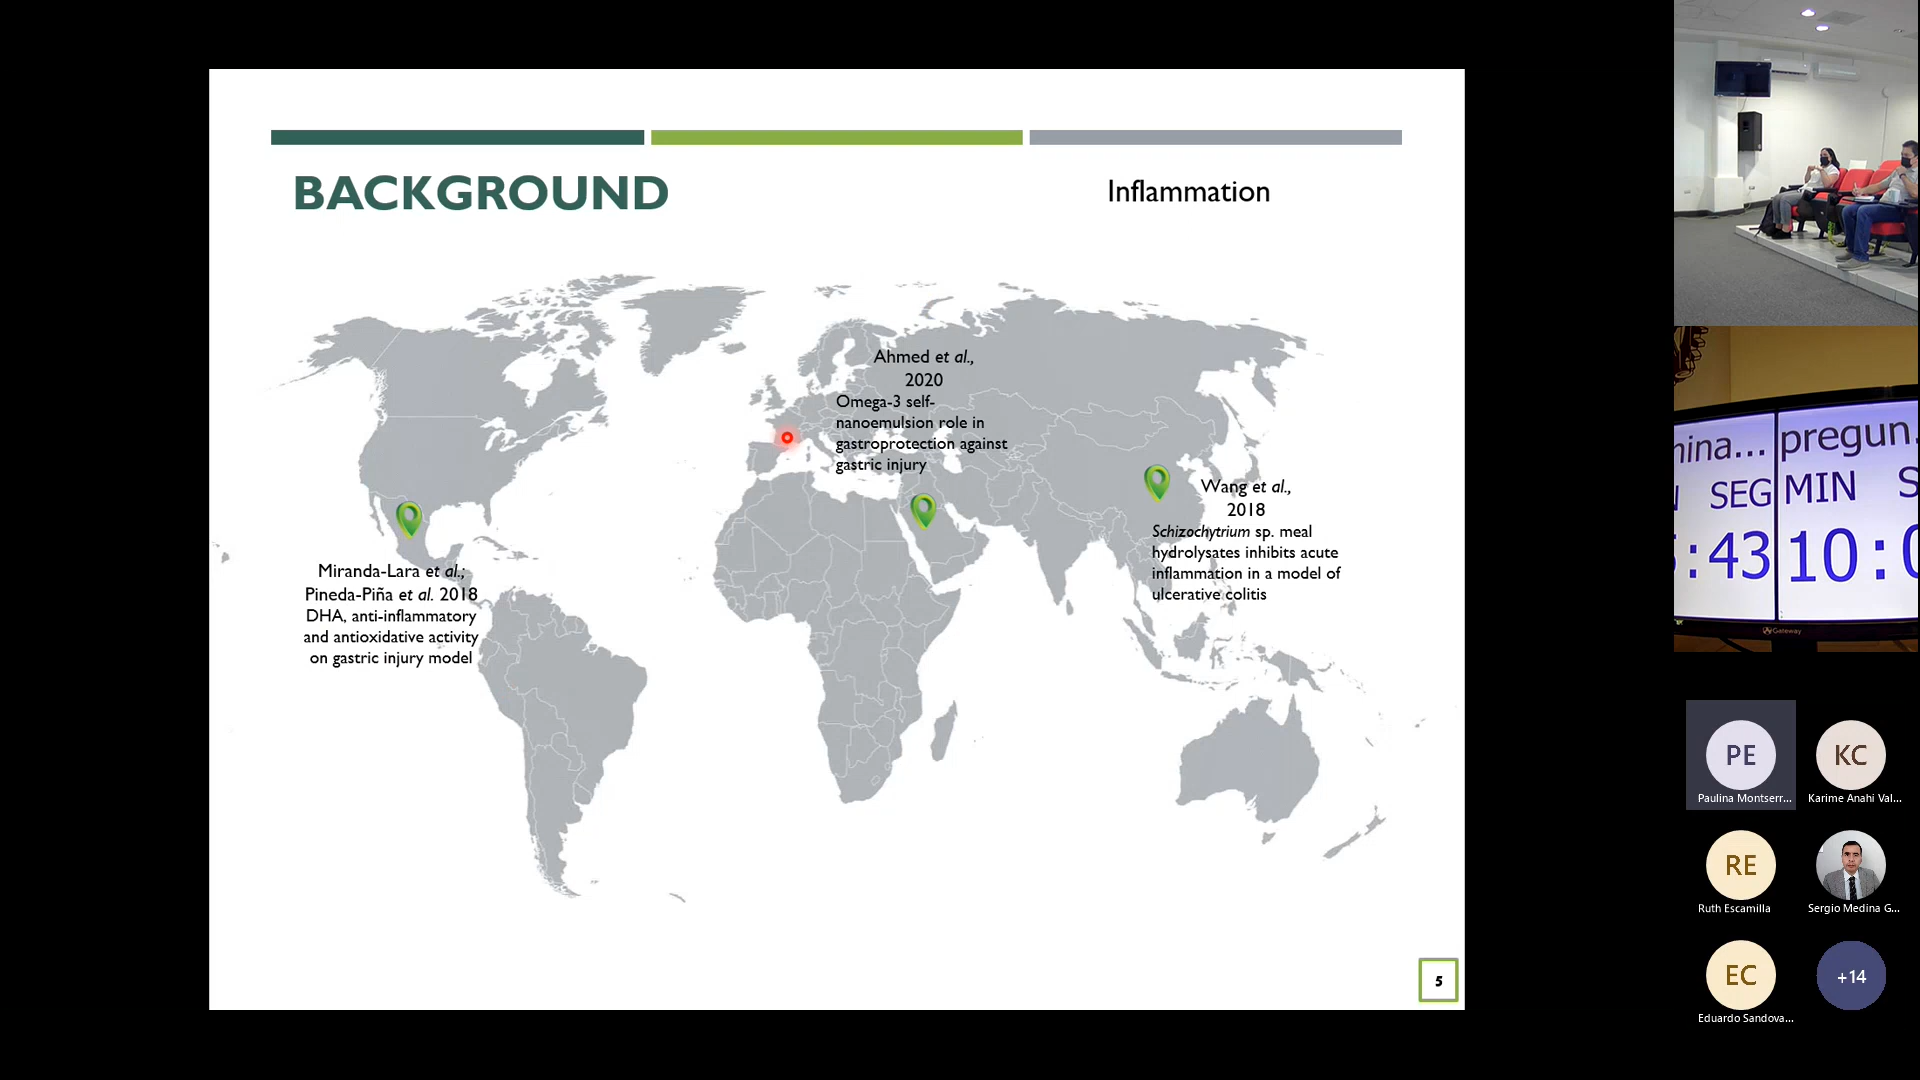 BACKGROUND
Inflammation
Ahmed et al.,
2020
Omega-3 self-
nanoemulsion role in
gastroprotection against
gastric injury
Wang et al.,
2018
Schizochytrium sp. meal
hydrolysates inhibits acute
inflammation in a model of
ulcerative colitis
Miranda-Lara et al.;
Pineda-Piña et al. 2018
DHA, anti-inflammatory
and antioxidative activity
on gastric injury model
5
mina... pregun.
SEG MIN S
:43 10:0
Gateway
PE
Paulina Montserr...
KC
Karime Anahi Val...
RE
Ruth Escamilla
Sergio Medina G...
EC
Eduardo Sandova...
+14